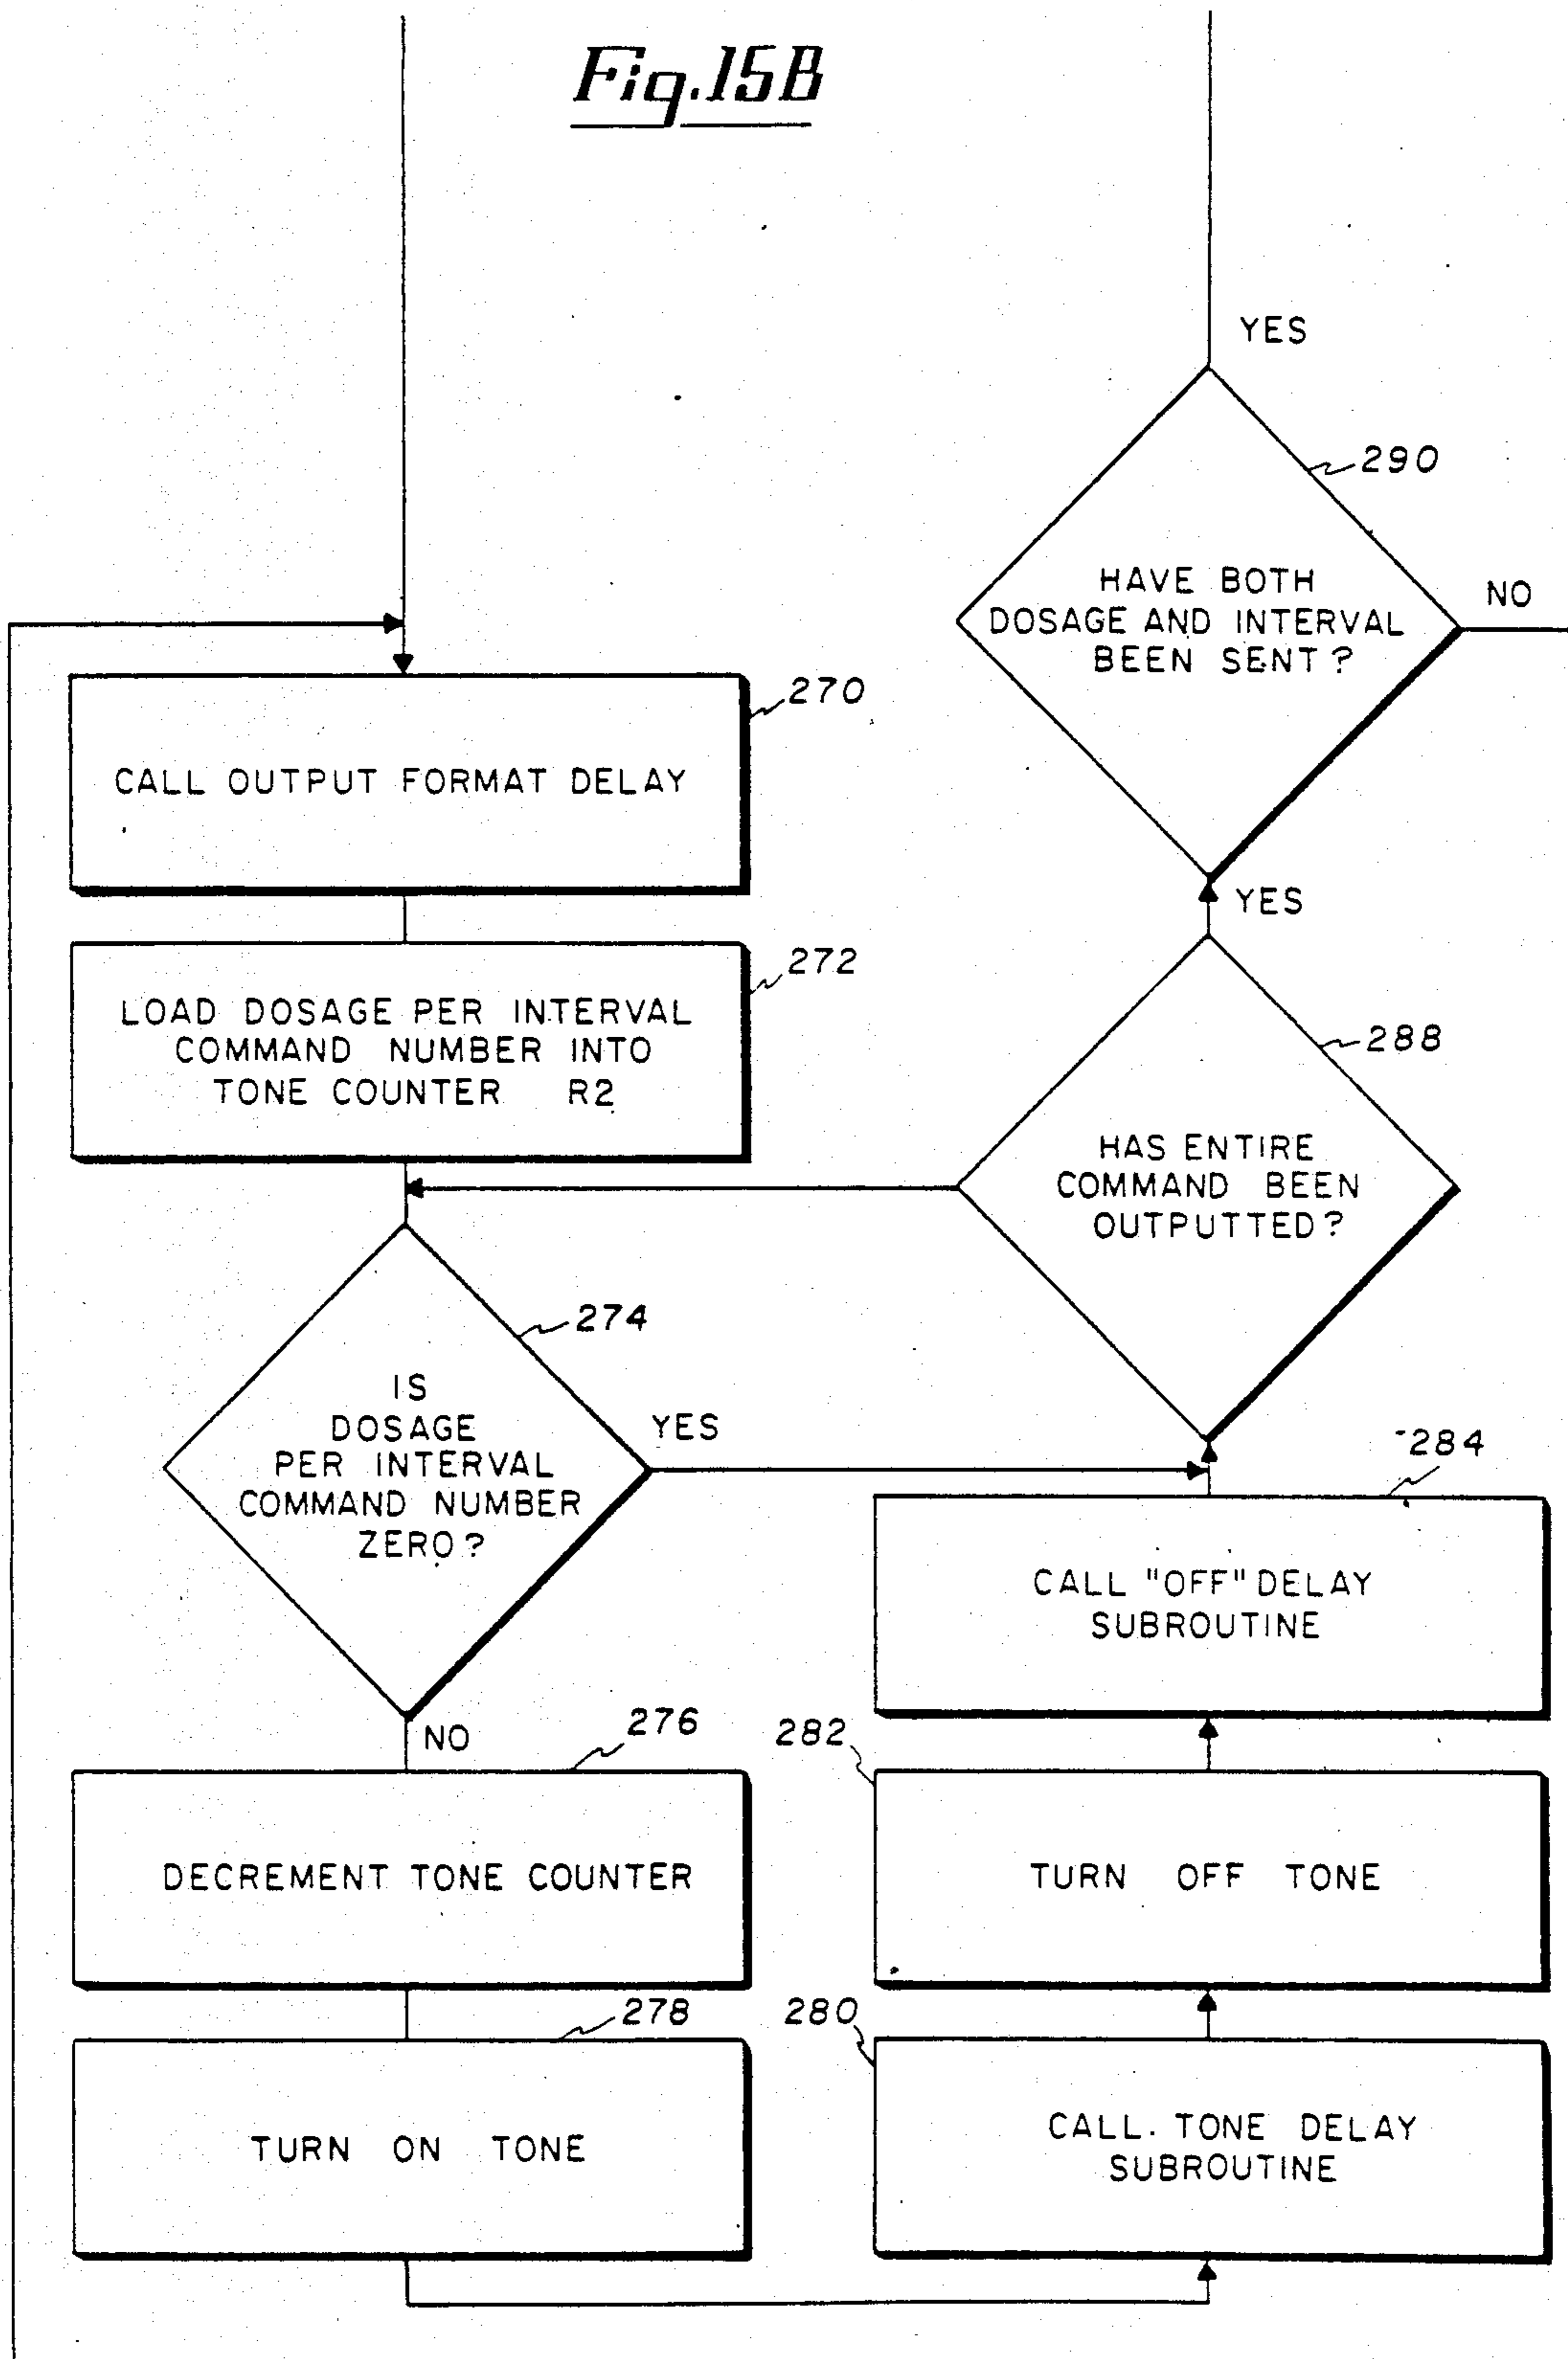 Fig.15B
270
CALL OUTPUT FORMAT DELAY
272
LOAD DOSAGE PER INTERVAL
COMMAND NUMBER INTO
TONE COUNTER R2
274
IS
DOSAGE
PER INTERVAL
COMMAND NUMBER
ZERO?
YES
NO
276
DECREMENT TONE COUNTER
278
TURN ON TONE
280
CALL. TONE DELAY
SUBROUTINE
282
TURN OFF TONE
284
CALL "OFF" DELAY
SUBROUTINE
288
HAS ENTIRE
COMMAND BEEN
OUTPUTTED?
YES
290
HAVE BOTH
DOSAGE AND INTERVAL
BEEN SENT?
NO
YES